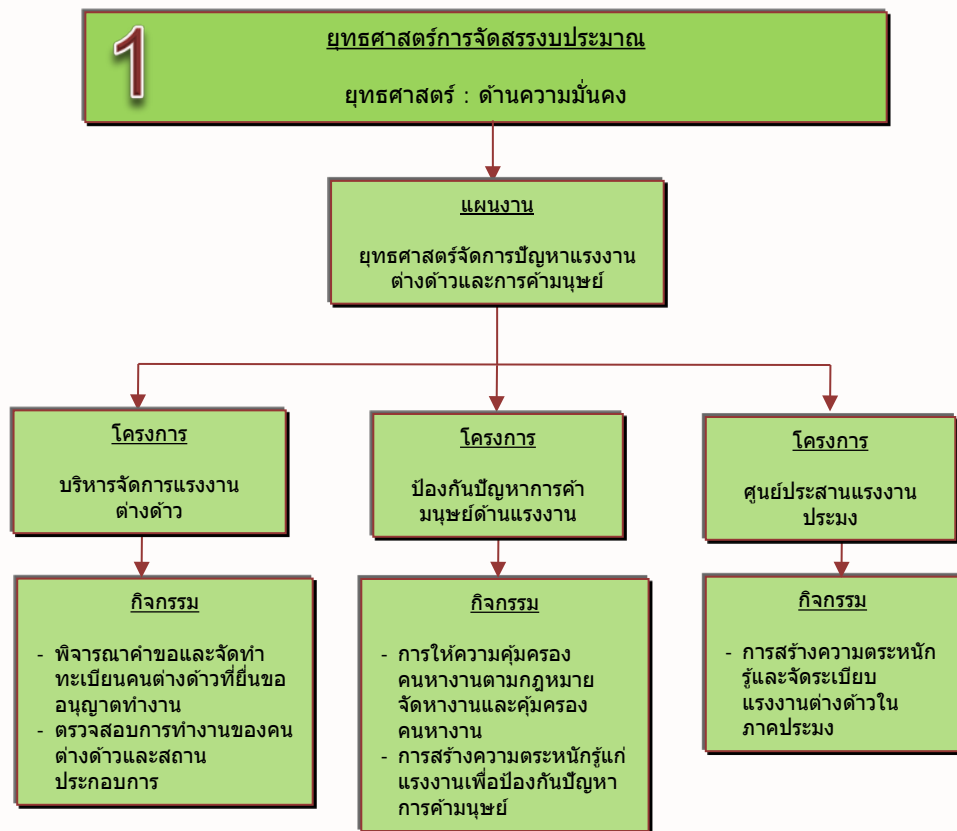 1
ยุทธศาสตร์การจัดสรรงบประมาณ
ยุทธศาสตร์ : ด้านความมั่นคง
แผนงาน
ยุทธศาสตร์จัดการปัญหาแรงงาน
ต่างด้าวและการค้ามนุษย์
โครงการ
บริหารจัดการแรงงาน
ต่างด้าว
โครงการ
ป้องกันปัญหาการค้า
มนุษย์ด้านแรงงาน
โครงการ
ศูนย์ประสานแรงงาน
ประมง
กิจกรรม
- พิจารณาคำขอและจัดทำ
ทะเบียนคนต่างด้าวที่ยื่นขอ
อนุญาตทำงาน
- ตรวจสอบการทำงานของคน
ต่างด้าวและสถาน
ประกอบการ
กิจกรรม
- การให้ความคุ้มครอง
คนหางานตามกฎหมาย
จัดหางานและคุ้มครอง
คนหางาน
- การสร้างความตระหนักรู้แก่
แรงงานเพื่อป้องกันปัญหา
การค้ามนุษย์
กิจกรรม
- การสร้างความตระหนัก
รู้และจัดระเบียบ
แรงงานต่างด้าวใน
ภาคประมง